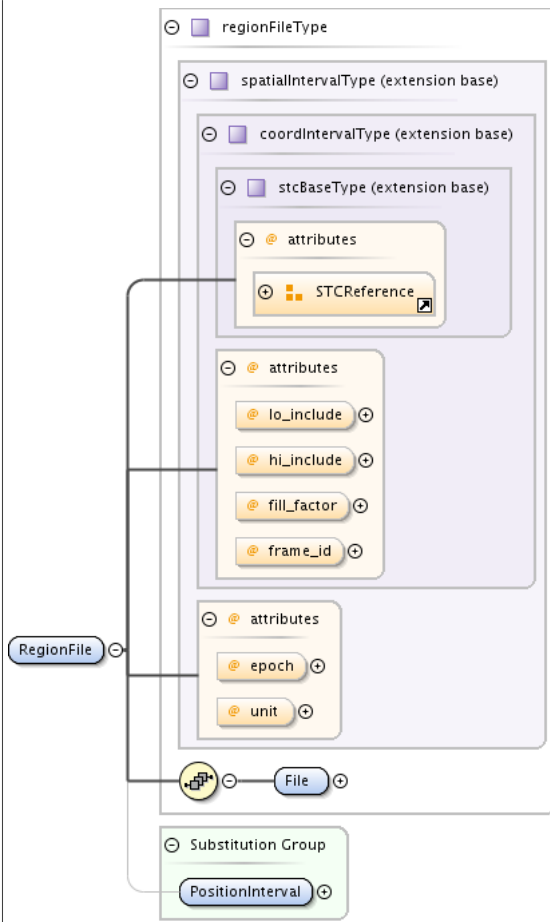 regionFileType
spatialIntervalType (extension base)
coordIntervalType (extension base)
stcBaseType (extension base)
@ attributes
STCReference
@ attributes
@ lo_include
@ hi_include
@ fill_factor
@ frame_id
@ attributes
RegionFile
@ epoch
@ unit
File
Substitution Group
PositionInterval